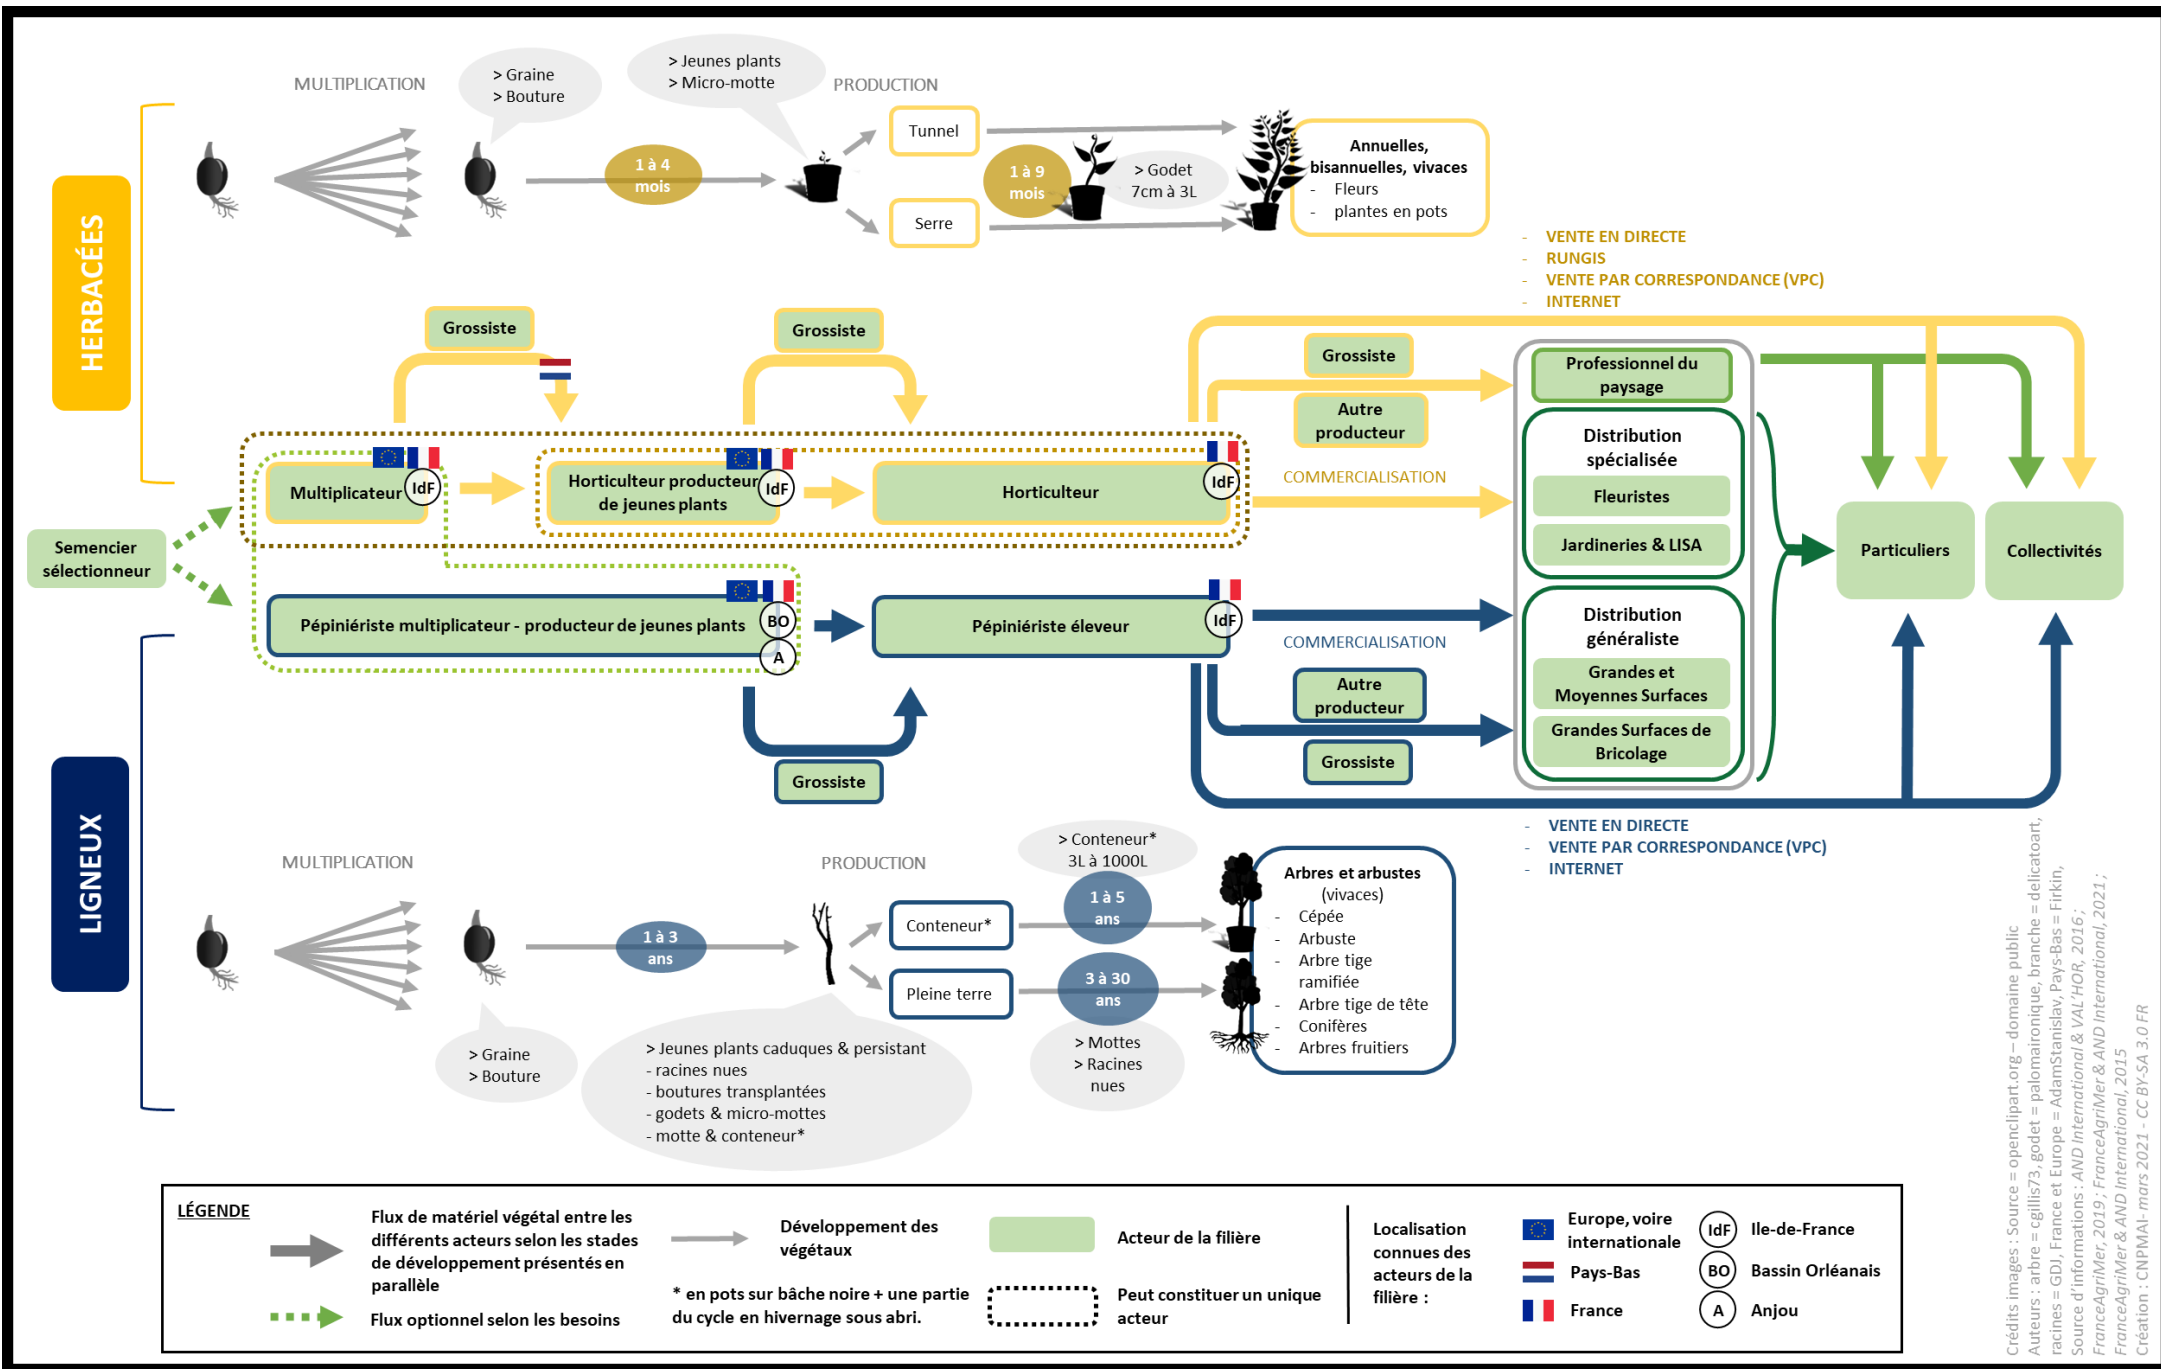 MULTIPLICATION
> Graine
> Bouture
> Jeunes plants
> Micro-motte
PRODUCTION
HERBACÉES
1 à 4
mois
Tunnel
Serre
1 à 9
mois
> Godet
7cm à 3L
Annuelles,
bisannuelles, vivaces
- Fleurs
- plantes en pots
- VENTE EN DIRECTE
- RUNGIS
- VENTE PAR CORRESPONDANCE (VPC)
- INTERNET
Grossiste
Grossiste
Grossiste
Autre
producteur
Professionnel du
paysage
Distribution
spécialisée
Fleuristes
Jardineries & LISA
Multiplicateur
IdF
Horticulteur producteur
de jeunes plants
IdF
Horticulteur
IdF
COMMERCIALISATION
Semencier
sélectionneur
Particuliers
Collectivités
Pépiniériste multiplicateur - producteur de jeunes plants
BO
A
Pépiniériste éleveur
IdF
COMMERCIALISATION
Distribution
généraliste
Grandes et
Moyennes Surfaces
Grandes Surfaces de
Bricolage
Autre
producteur
Grossiste
Grossiste
- VENTE EN DIRECTE
- VENTE PAR CORRESPONDANCE (VPC)
- INTERNET
LIGNEUX
MULTIPLICATION
PRODUCTION
> Conteneur*
3L à 1000L
1 à 3
ans
Conteneur*
Pleine terre
1 à 5
ans
3 à 30
ans
> Mottes
> Racines
nues
Arbres et arbustes
(vivaces)
- Cépée
- Arbuste
- Arbre tige
ramifiée
- Arbre tige de tête
- Conifères
- Arbres fruitiers
> Graine
> Bouture
> Jeunes plants caduques & persistant
- racines nues
- boutures transplantées
- godets & micro-mottes
- motte & conteneur*
LÉGENDE
Flux de matériel végétal entre les
différents acteurs selon les stades
de développement présentés en
parallèle
Flux optionnel selon les besoins
Développement des
végétaux
* en pots sur bâche noire + une partie
du cycle en hivernage sous abri.
Acteur de la filière
Peut constituer un unique
acteur
Localisation
connues des
acteurs de la
filière :
Europe, voire
internationale
Pays-Bas
France
IdF
Ile-de-France
BO
Bassin Orléanais
A
Anjou
Crédits images : Source = openclipart.org – domaine public
Auteurs : arbre = cgillis73, godet = palomaironique, branche = delicatoart,
racines = GDJ, France et Europe = AdamStanislav, Pays-Bas = Firkin,
Source d'informations : AND International & VAL'HOR, 2016 ;
FranceAgriMer, 2019 ; FranceAgriMer & AND International, 2021 ;
FranceAgriMer & AND International, 2015
Création : CNPMAI- mars 2021 - CC BY-SA 3.0 FR